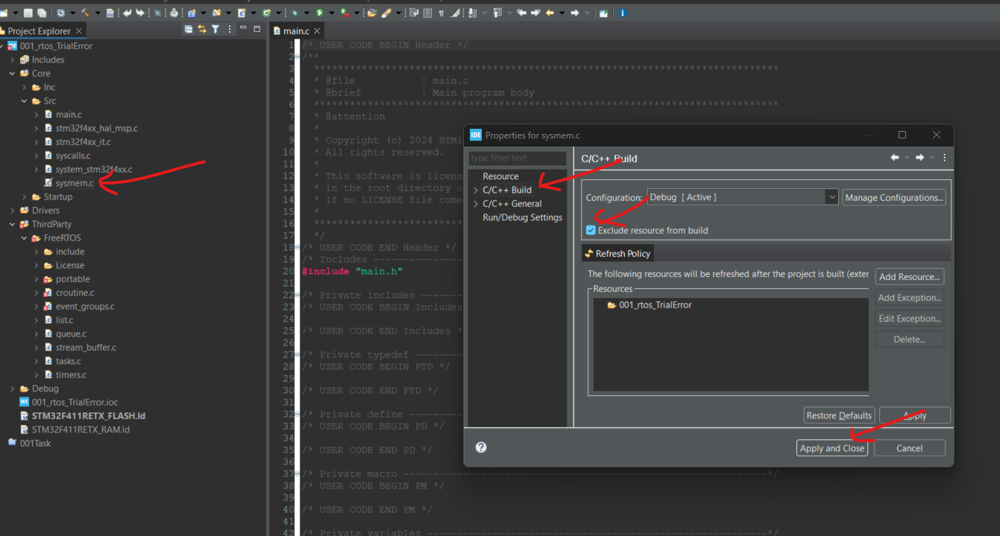 Project Explorer
001_rtos_TrialError
Includes
Core
Inc
Src
main.c
stm32f4xx_hal_msp.c
stm32f4xx_it.c
syscalls.c
system_stm32f4xx.c
sysmem.c
Startup
Drivers
ThirdParty
FreeRTOS
include
License
portable
croutine.c
event_groups.c
list.c
queue.c
stream_buffer.c
tasks.c
timers.c
Debug
001_rtos_TrialError.ioc
STM32F411RETX_FLASH.ld
STM32F411RETX_RAM.ld
001Task
main.c
1 /* USER CODE BEGIN Header */
2 /**
3 ******************************************************************************
4 * @file : main.c
5 * @brief : Main program body
6 ******************************************************************************
7 * @attention
8 *
9 * Copyright (c) 2024 STMi
10 * All rights reserved.
11 *
12 * This software is licens
13 * in the root directory o
14 * If no LICENSE file come
15 *
16 *************************
17 */
18 /* USER CODE END Header */
19 /* Includes ---------------
20 #include "main.h"
21
22 /* Private includes -------
23 /* USER CODE BEGIN Includes
24
25 /* USER CODE END Includes *
26
27 /* Private typedef --------
28 /* USER CODE BEGIN PTD */
29
30 /* USER CODE END PTD */
31
32 /* Private define ---------
33 /* USER CODE BEGIN PD */
34
35 /* USER CODE END PD */
36
37 /* Private macro -------------------------------------------------------------*/
38 /* USER CODE BEGIN PM */
39
40 /* USER CODE END PM */
41
42 /* Private variables ---------------------------------------------------------*/
IDE Properties for sysmem.c
type filter text
Resource
C/C++ Build
C/C++ General
Run/Debug Settings
C/C++ Build
Configuration: Debug [ Active ] Manage Configurations...
Exclude resource from build
Refresh Policy
The following resources will be refreshed after the project is built (exter
Resources
001_rtos_TrialError
Add Resource...
Add Exception...
Edit Exception...
Delete...
Restore Defaults Apply
Apply and Close Cancel